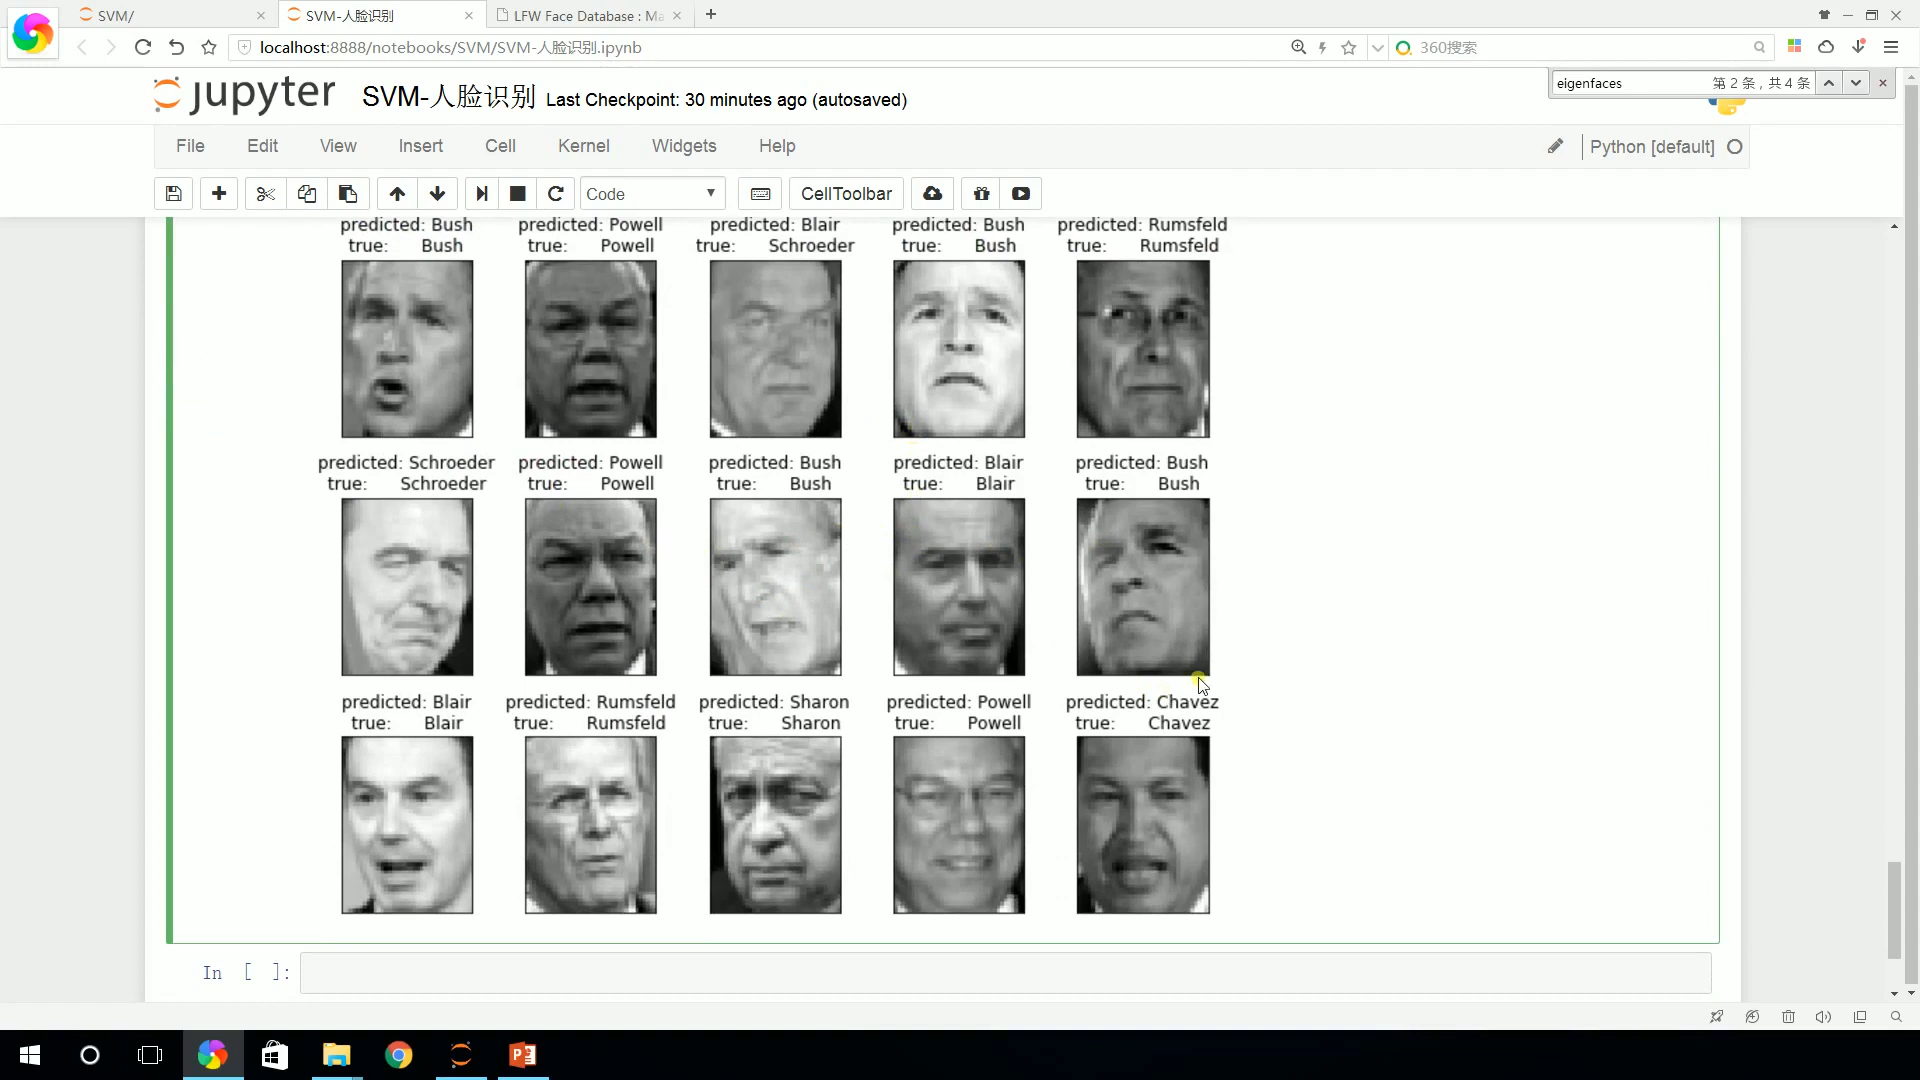 SVM/
SVM-人脸识别
LFW Face Database : Ma
localhost:8888/notebooks/SVM/SVM-人脸识别.ipynb
360搜索
eigenfaces 第 2 条，共 4 条
jupyter SVM-人脸识别 Last Checkpoint: 30 minutes ago (autosaved)
File Edit View Insert Cell Kernel Widgets Help Python [default]
Code CellToolbar
predicted: Bush predicted: Powell predicted: Blair predicted: Bush predicted: Rumsfeld
true: Bush true: Powell true: Schroeder true: Bush true: Rumsfeld
predicted: Schroeder predicted: Powell predicted: Bush predicted: Blair predicted: Bush
true: Schroeder true: Powell true: Bush true: Blair true: Bush
predicted: Blair predicted: Rumsfeld predicted: Sharon predicted: Powell predicted: Chavez
true: Blair true: Rumsfeld true: Sharon true: Powell true: Chavez
In [ ]: